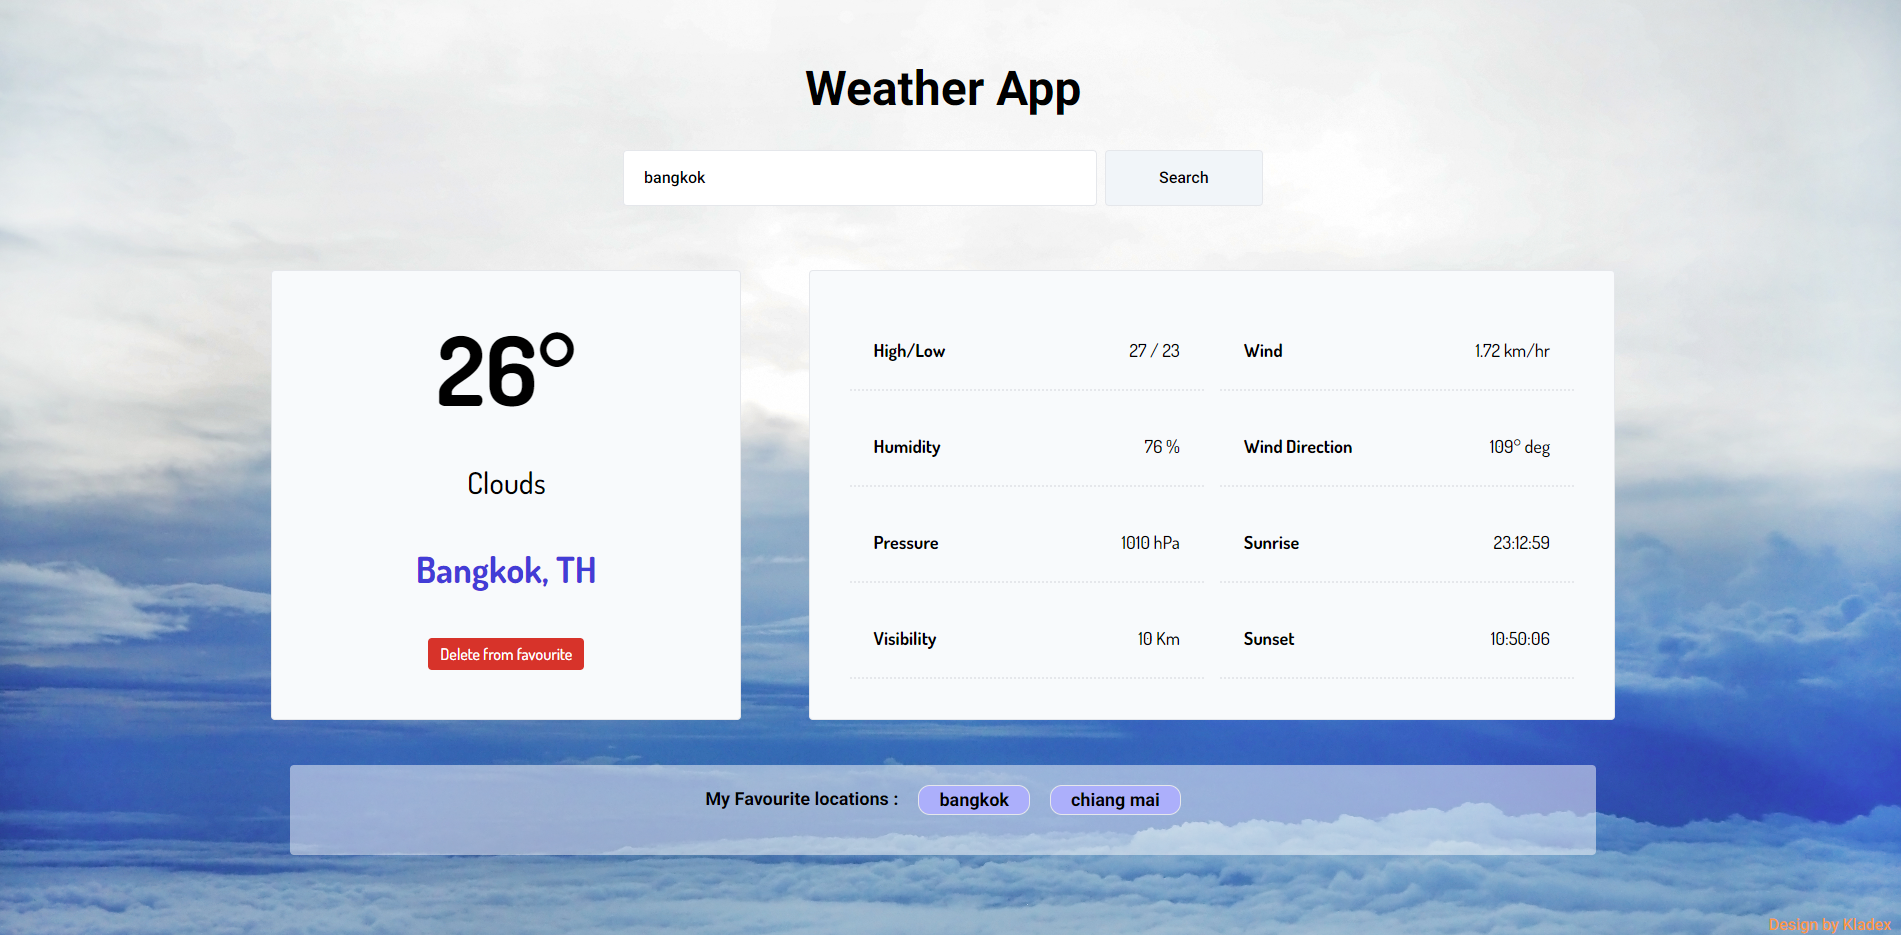 Weather App
bangkok
Search
26°
Clouds
Bangkok, TH
Delete from favourite
High/Low 27 / 23
Wind 1.72 km/hr
Humidity 76 %
Wind Direction 109° deg
Pressure 1010 hPa
Sunrise 23:12:59
Visibility 10 Km
Sunset 10:50:06
My Favourite locations : bangkok chiang mai
Design by Kladex